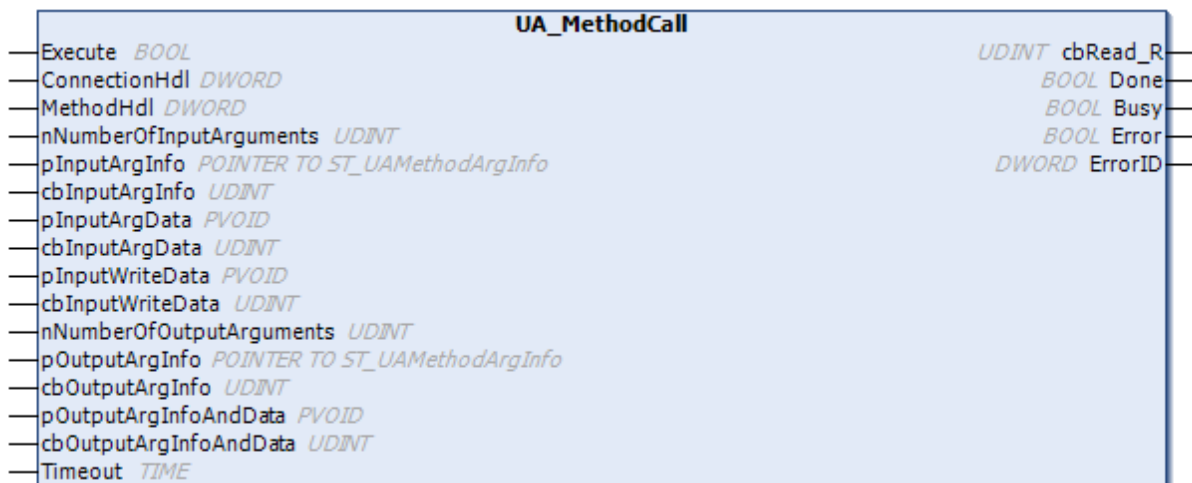 UA_MethodCall
Execute BOOL UDINT cbRead_R
ConnectionHdl DWORD BOOL Done
MethodHdl DWORD BOOL Busy
nNumberOfInputArguments UDINT BOOL Error
pInputArgInfo POINTER TO ST_UAMethodArgInfo DWORD ErrorID
cbInputArgInfo UDINT
pInputArgData PVOID
cbInputArgData UDINT
pInputWriteData PVOID
cbInputWriteData UDINT
nNumberOfOutputArguments UDINT
pOutputArgInfo POINTER TO ST_UAMethodArgInfo
cbOutputArgInfo UDINT
pOutputArgInfoAndData PVOID
cbOutputArgInfoAndData UDINT
Timeout TIME